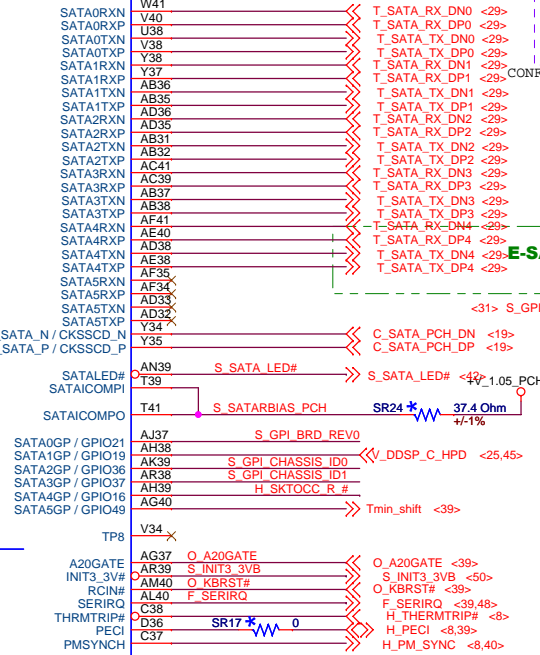 SATA0RXN W41 T_SATA_RX_DN0 <29>
SATA0RXP V40 T_SATA_RX_DP0 <29>
SATA0TXN U38 T_SATA_TX_DN0 <29>
SATA0TXP V38 T_SATA_TX_DP0 <29>
SATA1RXN Y38 T_SATA_RX_DN1 <29>
SATA1RXP Y37 T_SATA_RX_DP1 <29>
SATA1TXN AB36 T_SATA_TX_DN1 <29>
SATA1TXP AB35 T_SATA_TX_DP1 <29>
SATA2RXN AD36 T_SATA_RX_DN2 <29>
SATA2RXP AD35 T_SATA_RX_DP2 <29>
SATA2TXN AB31 T_SATA_TX_DN2 <29>
SATA2TXP AB32 T_SATA_TX_DP2 <29>
SATA3RXN AC41 T_SATA_RX_DN3 <29>
SATA3RXP AC39 T_SATA_RX_DP3 <29>
SATA3TXN AB37 T_SATA_TX_DN3 <29>
SATA3TXP AB38 T_SATA_TX_DP3 <29>
SATA4RXN AF41 T_SATA_RX_DN4 <29>
SATA4RXP AE40 T_SATA_RX_DP4 <29>
SATA4TXN AD38 T_SATA_TX_DN4 <29>
SATA4TXP AE38 T_SATA_TX_DP4 <29>
SATA5RXN AF35
SATA5RXP AF34
SATA5TXN AD33 <31> S_GPI
SATA5TXP AD32
_SATA_N / CKSSCD_N Y34 C_SATA_PCH_DN <19>
_SATA_P / CKSSCD_P Y35 C_SATA_PCH_DP <19>
SATALED# AN39 S_SATA_LED# S_SATA_LED# <42>
SATAICOMPI T39 +V_1.05_PCH
SATAICOMPO T41 S_SATARBIAS_PCH SR24 * 37.4 Ohm
+/-1%
SATA0GP / GPIO21 AJ37 S_GPI_BRD_REV0
SATA1GP / GPIO19 AH38 V_DDSP_C_HPD <25,45>
SATA2GP / GPIO36 AK39 S_GPI_CHASSIS_ID0
SATA3GP / GPIO37 AR38 S_GPI_CHASSIS_ID1
SATA4GP / GPIO16 AH39 H_SKTOCC_R_#
SATA5GP / GPIO49 AG40 Tmin_shift <39>
TP8 V34
A20GATE AG37 O_A20GATE O_A20GATE <39>
INIT3_3V# AR39 S_INIT3_3VB S_INIT3_3VB <50>
RCIN# AM40 O_KBRST# O_KBRST# <39>
SERIRQ AL40 F_SERIRQ F_SERIRQ <39,48>
THRMTRIP# C38 H_THERMTRIP# <8>
PECI D36 SR17 * 0 H_PECI <8,39>
PMSYNCH C37 H_PM_SYNC <8,40>
CONF
E-SA